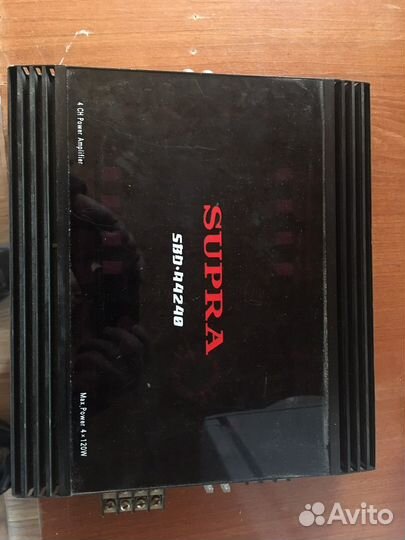 SUPRA
SBD-A4240
4 CH Power Amplifier
Max.Power 4×120W
Avito